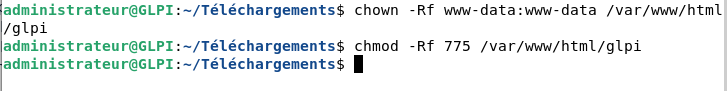 administrateur@GLPI:~/Téléchargements$ chown -Rf www-data:www-data /var/www/html
/glpi
administrateur@GLPI:~/Téléchargements$ chmod -Rf 775 /var/www/html/glpi
administrateur@GLPI:~/Téléchargements$